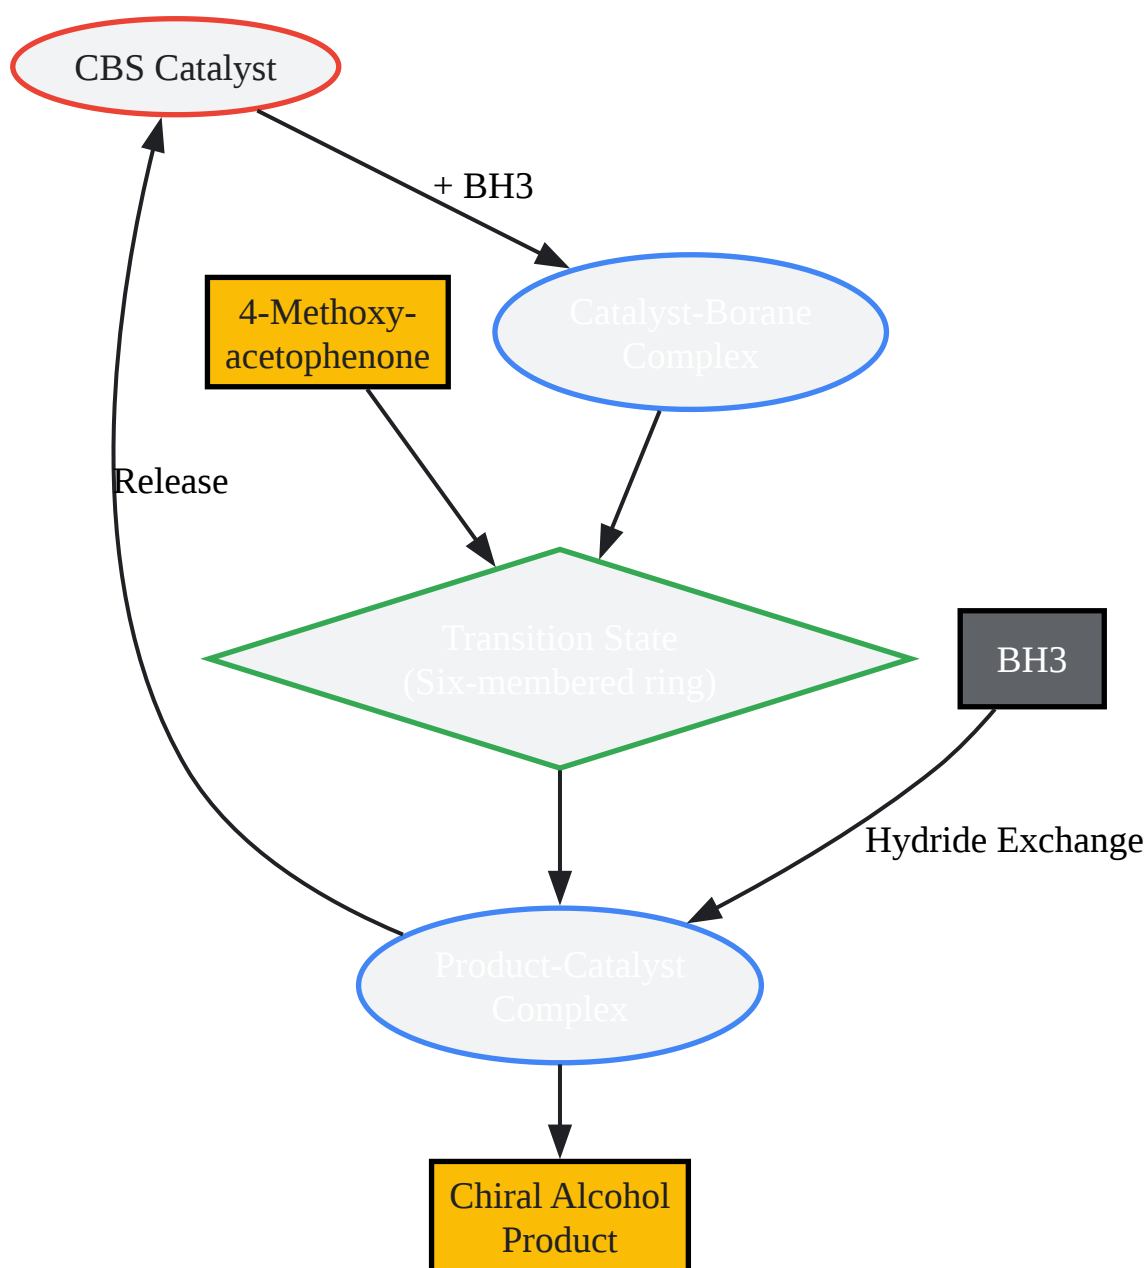 CBS Catalyst
+ BH3
4-Methoxy-
acetophenone
Catalyst-Borane
Complex
Release
Transition State
(Six-membered ring)
BH3
Hydride Exchange
Product-Catalyst
Complex
Chiral Alcohol
Product